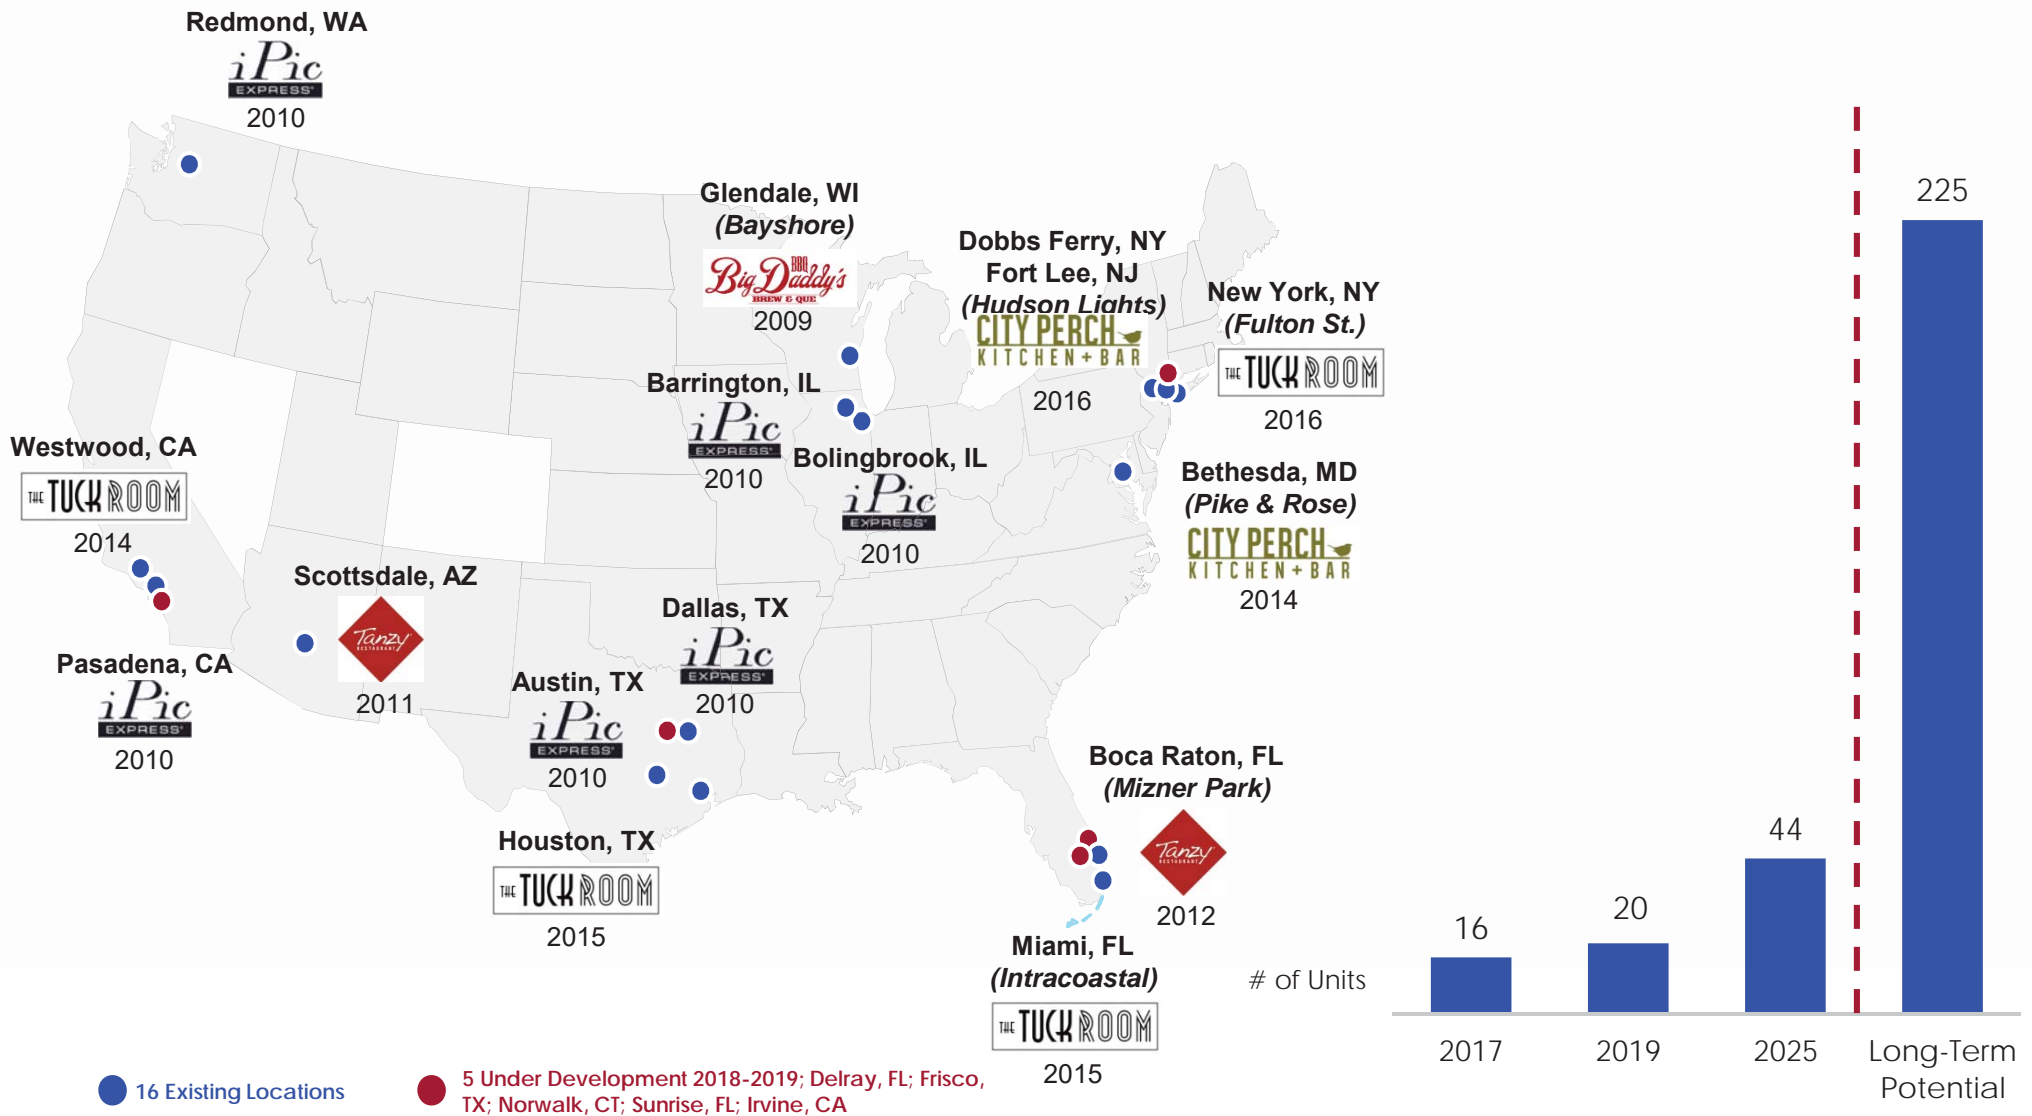 Redmond, WA
iPic
EXPRESS®
2010
Glendale, WI
(Bayshore)
Big Daddy's
BBQ
BREW & QUE
2009
Dobbs Ferry, NY
Fort Lee, NJ
(Hudson Lights)
CITY PERCH
KITCHEN + BAR
2016
New York, NY
(Fulton St.)
THE TUCK ROOM
2016
Barrington, IL
iPic
EXPRESS®
2010
Bolingbrook, IL
iPic
EXPRESS®
2010
Bethesda, MD
(Pike & Rose)
CITY PERCH
KITCHEN + BAR
2014
Westwood, CA
THE TUCK ROOM
2014
Pasadena, CA
iPic
EXPRESS®
2010
Scottsdale, AZ
Tanzy
RESTAURANT
2011
Dallas, TX
iPic
EXPRESS®
2010
Austin, TX
iPic
EXPRESS®
2010
Houston, TX
THE TUCK ROOM
2015
Boca Raton, FL
(Mizner Park)
Tanzy
RESTAURANT
2012
Miami, FL
(Intracoastal)
THE TUCK ROOM
2015
16 Existing Locations
5 Under Development 2018-2019; Delray, FL; Frisco,
TX; Norwalk, CT; Sunrise, FL; Irvine, CA
# of Units
16
20
44
225
2017
2019
2025
Long-Term
Potential